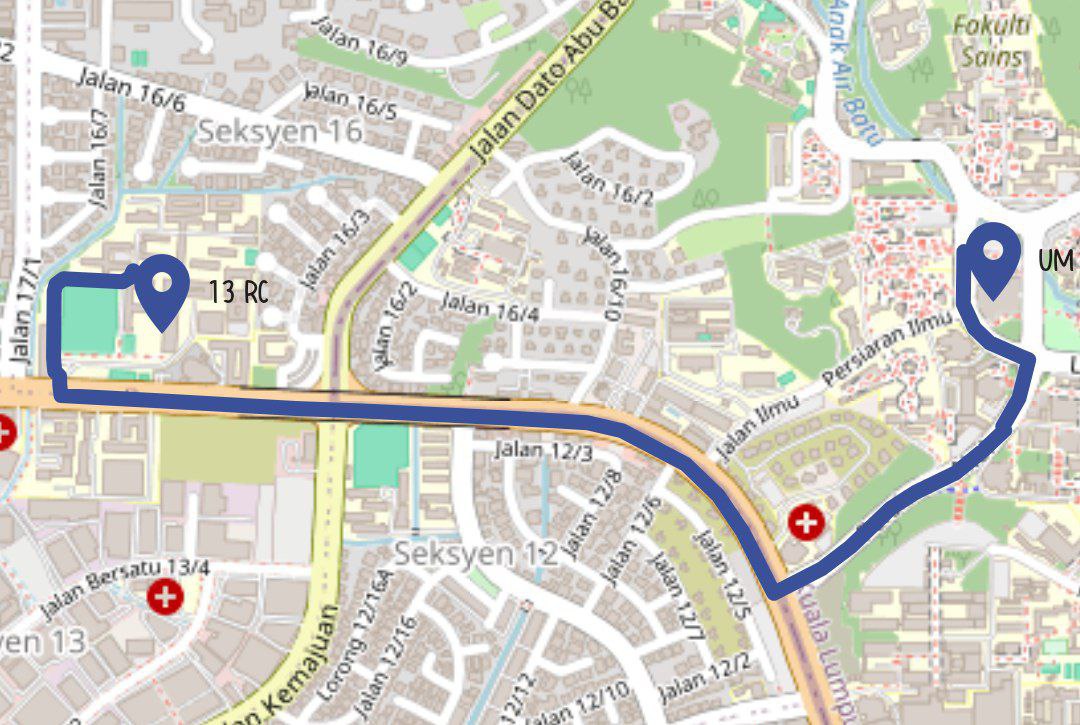 Jalan 16/9
Fakulti
Sains
Anak Air Batu
2
Jalan 16/6
Jalan 16/5
Jalan Dato Abu Ba
Seksyen 16
Jalan 16/7
Jalan 16/2
Jalan 16/3
Jalan 16/10
UM
Jalan 17/1
13 RC
Jalan 16/2
Jalan 16/4
Persiaran Ilmu
L
Jalan Ilmu
Jalan 12/3
Jalan 12/8
Jalan 12/6
Seksyen 12
Jalan 12/5
Jalan Bersatu 13/4
Jalan 12/7
yen 13
Lorong 12/16A
Jalan 12/16
Kuala Lump
Jalan 12/2
an Kemajuan
12/12
Jalan 12/10